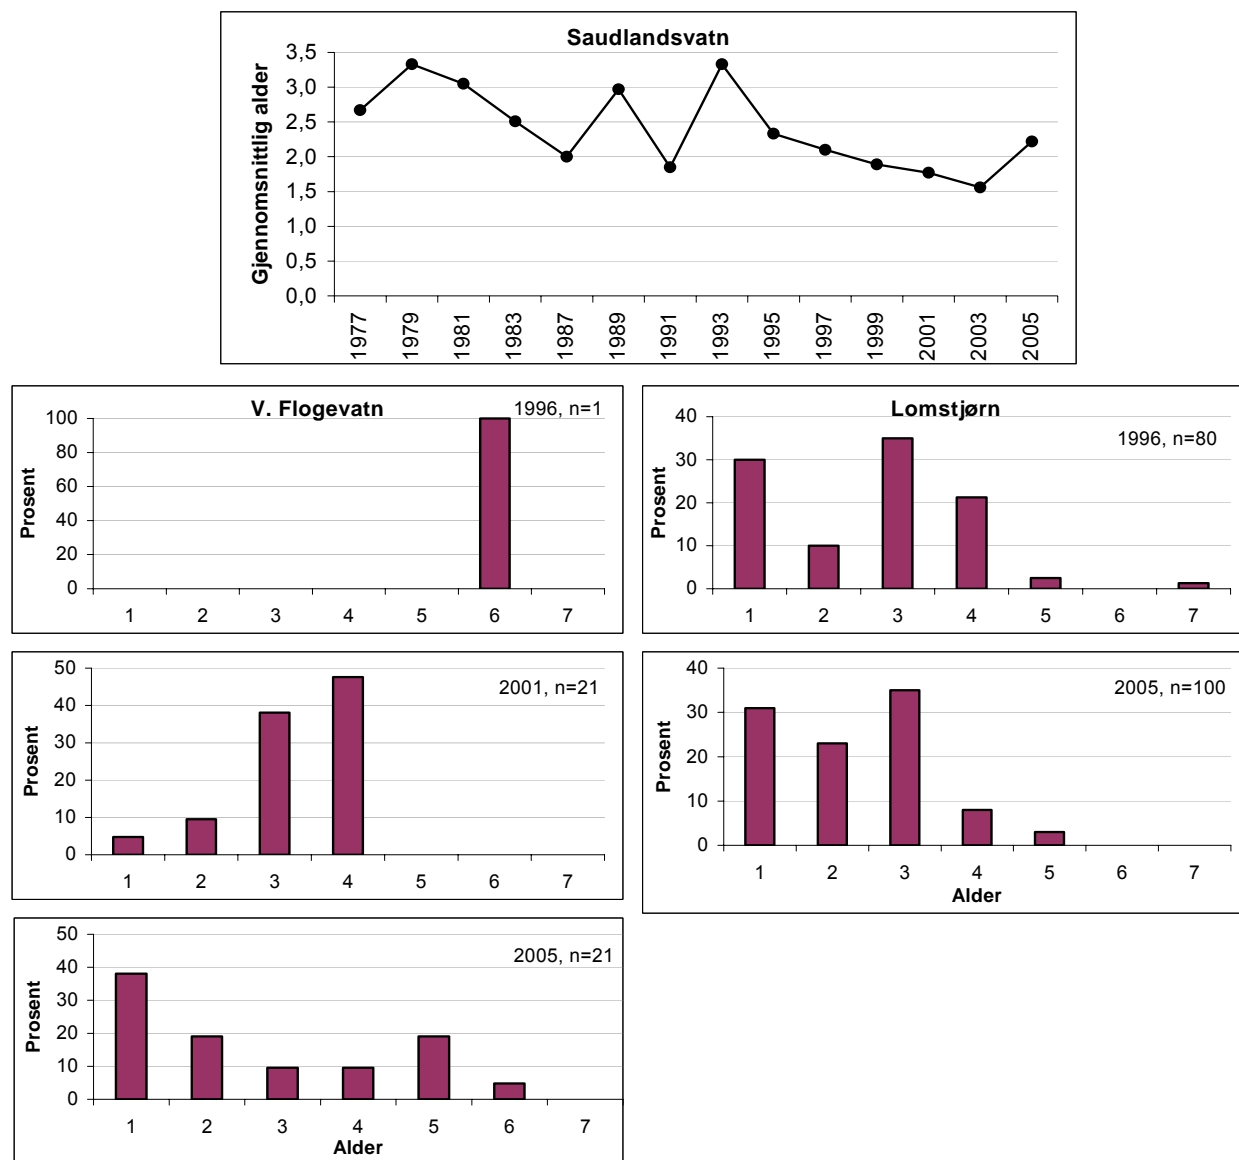 Saudlandsvatn
Gjennomsnittlig alder
3,5
3,0
2,5
2,0
1,5
1,0
0,5
0,0
1977 1979 1981 1983 1987 1989 1991 1993 1995 1997 1999 2001 2003 2005
V. Flogevatn
1996, n=1
Prosent
100
80
60
40
20
0
1 2 3 4 5 6 7
Lomstjørn
1996, n=80
Prosent
40
30
20
10
0
1 2 3 4 5 6 7
2001, n=21
Prosent
50
40
30
20
10
0
1 2 3 4 5 6 7
2005, n=100
Prosent
40
30
20
10
0
1 2 3 4 5 6 7
Alder
2005, n=21
Prosent
50
40
30
20
10
0
1 2 3 4 5 6 7
Alder